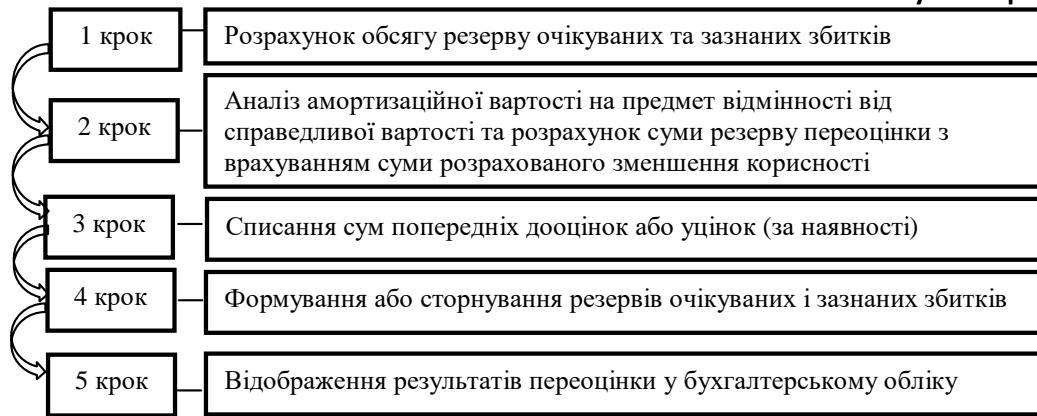 1 крок
Розрахунок обсягу резерву очікуваних та зазнаних збитків
2 крок
Аналіз амортизаційної вартості на предмет відмінності від
справедливої вартості та розрахунок суми резерву переоцінки з
врахуванням суми розрахованого зменшення корисності
3 крок
Списання сум попередніх дооцінок або уцінок (за наявності)
4 крок
Формування або сторнування резервів очікуваних і зазнаних збитків
5 крок
Відображення результатів переоцінки у бухгалтерському обліку